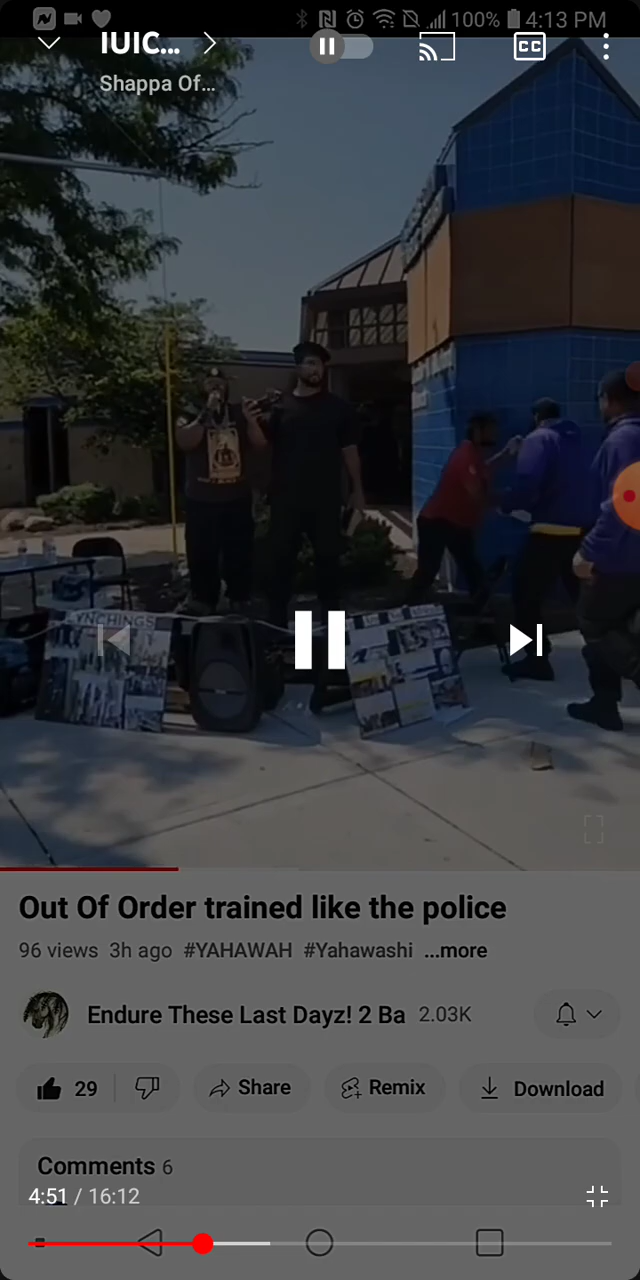 100% 4:13 PM
IUIC...
CC
Shappa Of...
LYNCHINGS
Out Of Order trained like the police
96 views 3h ago #YAHAWAH #Yahawashi ...more
Endure These Last Dayz! 2 Ba 2.03K
29 Share Remix Download
Comments 6
4:51 / 16:12